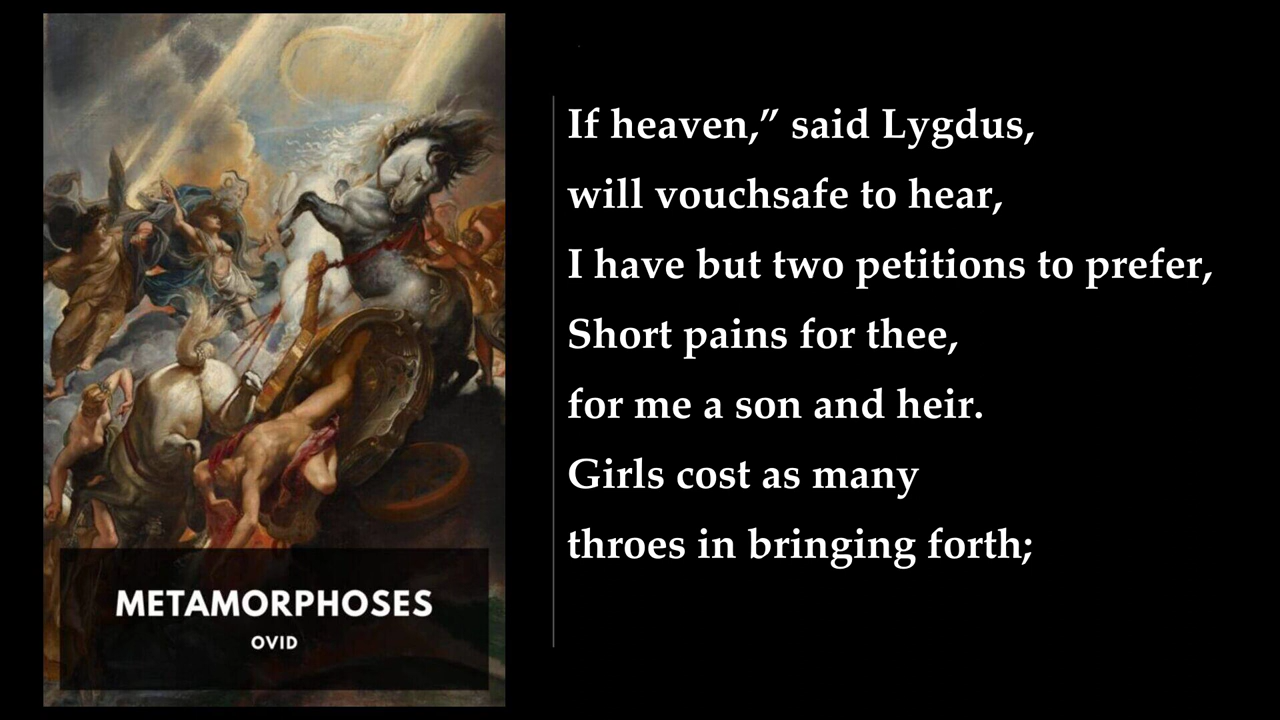 METAMORPHOSES
OVID
If heaven,” said Lygdus,
will vouchsafe to hear,
I have but two petitions to prefer,
Short pains for thee,
for me a son and heir.
Girls cost as many
throes in bringing forth;